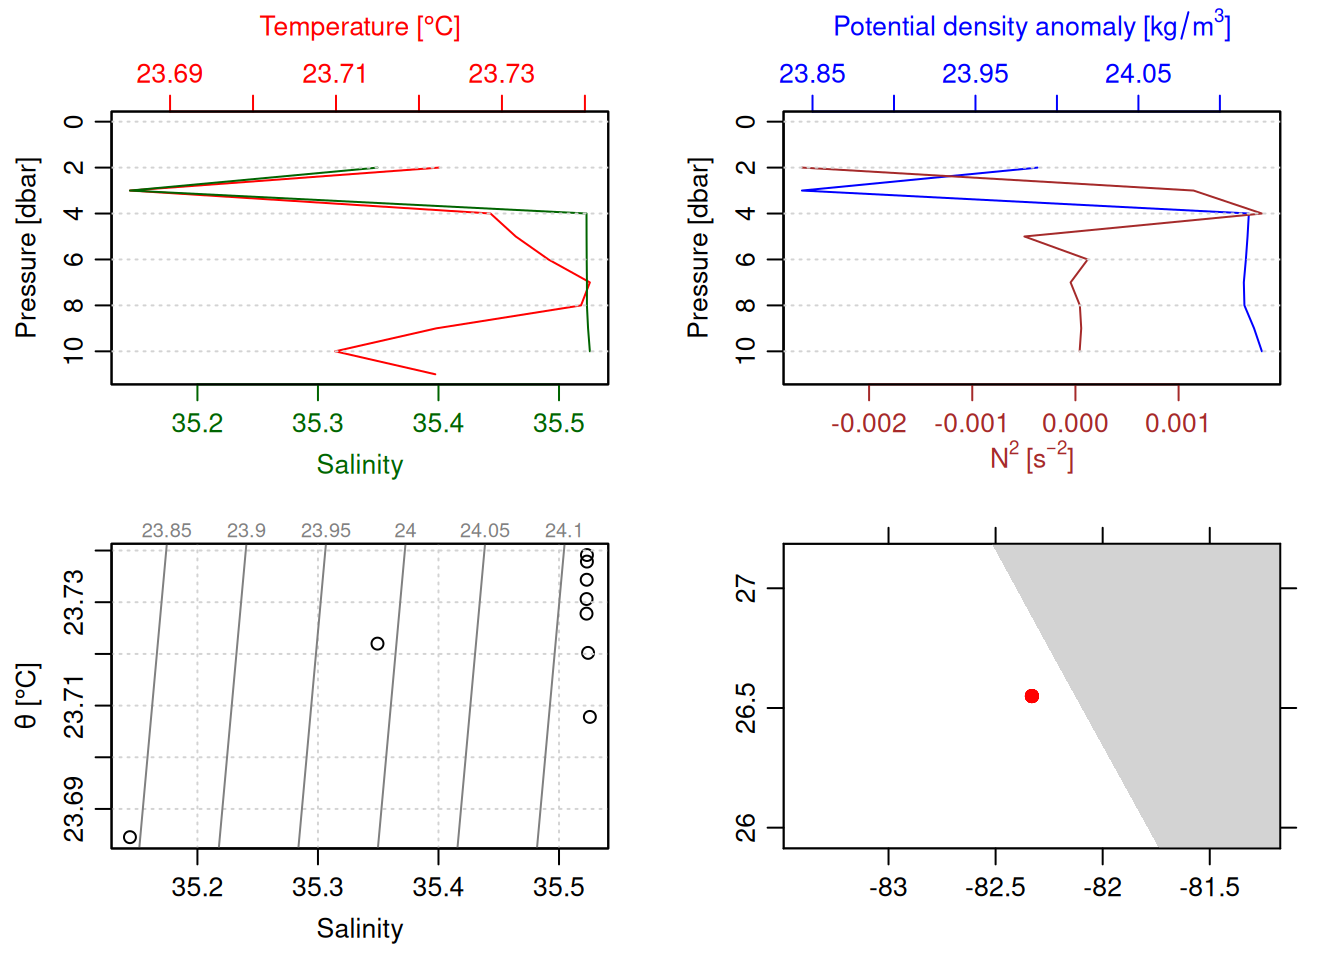 Temperature [°C]
23.69 23.71 23.73
0
2
4
6
8
10
Pressure [dbar]
35.2 35.3 35.4 35.5
Salinity
Potential density anomaly [kg/m³]
23.85 23.95 24.05
0
2
4
6
8
10
Pressure [dbar]
-0.002 -0.001 0.000 0.001
N² [s⁻²]
23.85 23.9 23.95 24 24.05 24.1
23.73
23.71
23.69
θ [°C]
35.2 35.3 35.4 35.5
Salinity
27
26.5
26
-83 -82.5 -82 -81.5